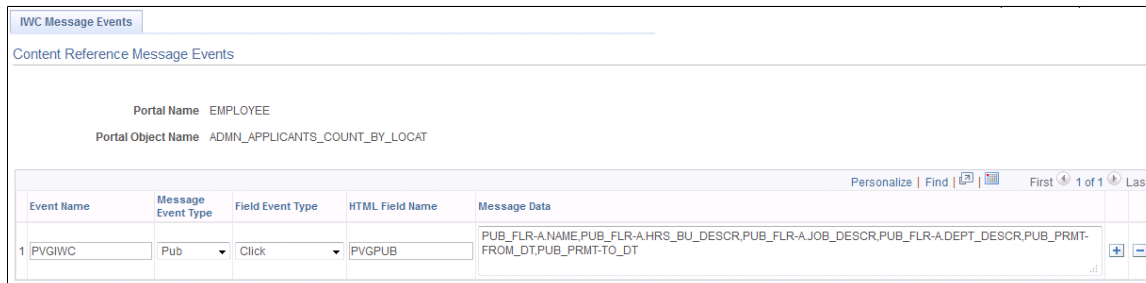 IWC Message Events
Content Reference Message Events
Portal Name EMPLOYEE
Portal Object Name ADMN_APPLICANTS_COUNT_BY_LOCAT
Personalize | Find | | First 1 of 1 Las
Event Name Message Event Type Field Event Type HTML Field Name Message Data
1 PVGIWC Pub Click PVGPUB PUB_FLR-A.NAME,PUB_FLR-A.HRS_BU_DESCR,PUB_FLR-A.JOB_DESCR,PUB_FLR-A.DEPT_DESCR,PUB_PRMT-
FROM_DT,PUB_PRMT-TO_DT